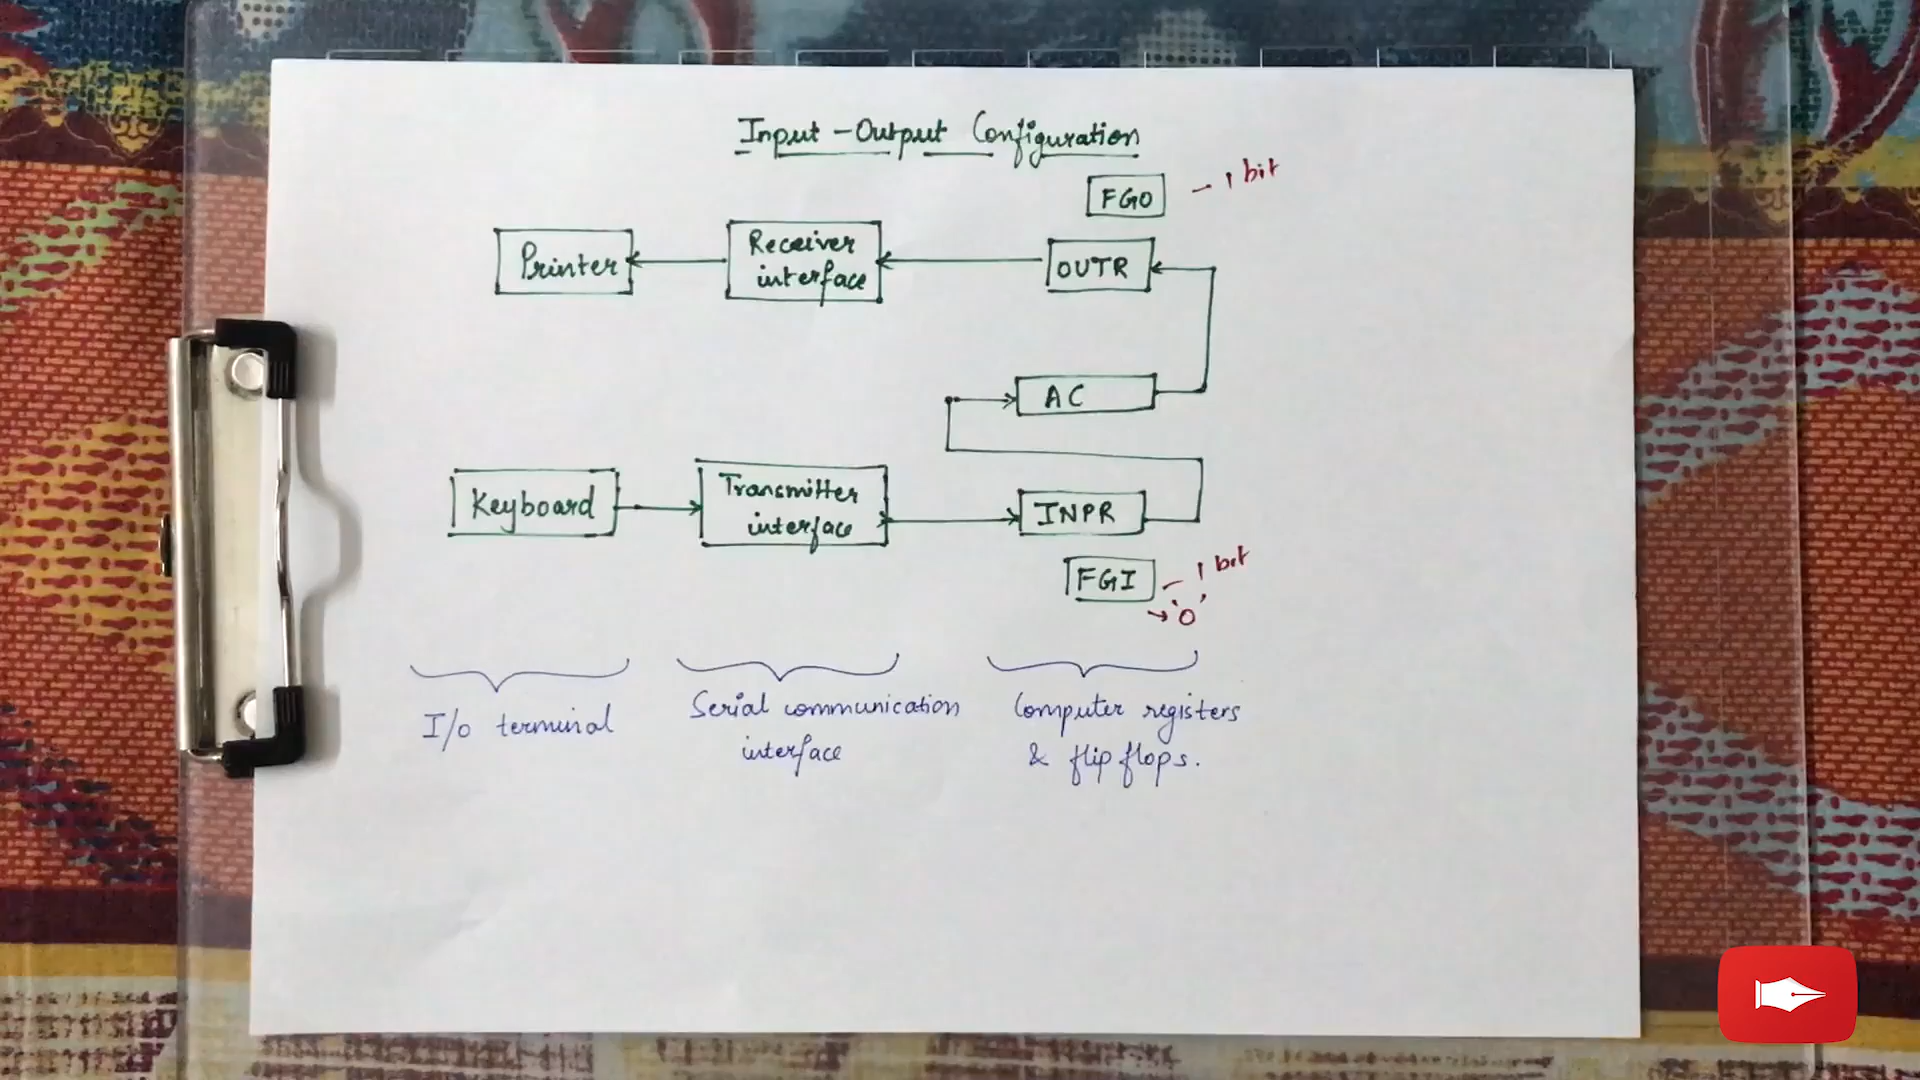 Input - Output Configuration
FGO - 1 bit
Printer
Receiver
interface
OUTR
AC
Keyboard
Transmitter
interface
INPR
FGI - 1 bit
→ '0'
I/o terminal
Serial communication
interface
Computer registers
& flip flops.